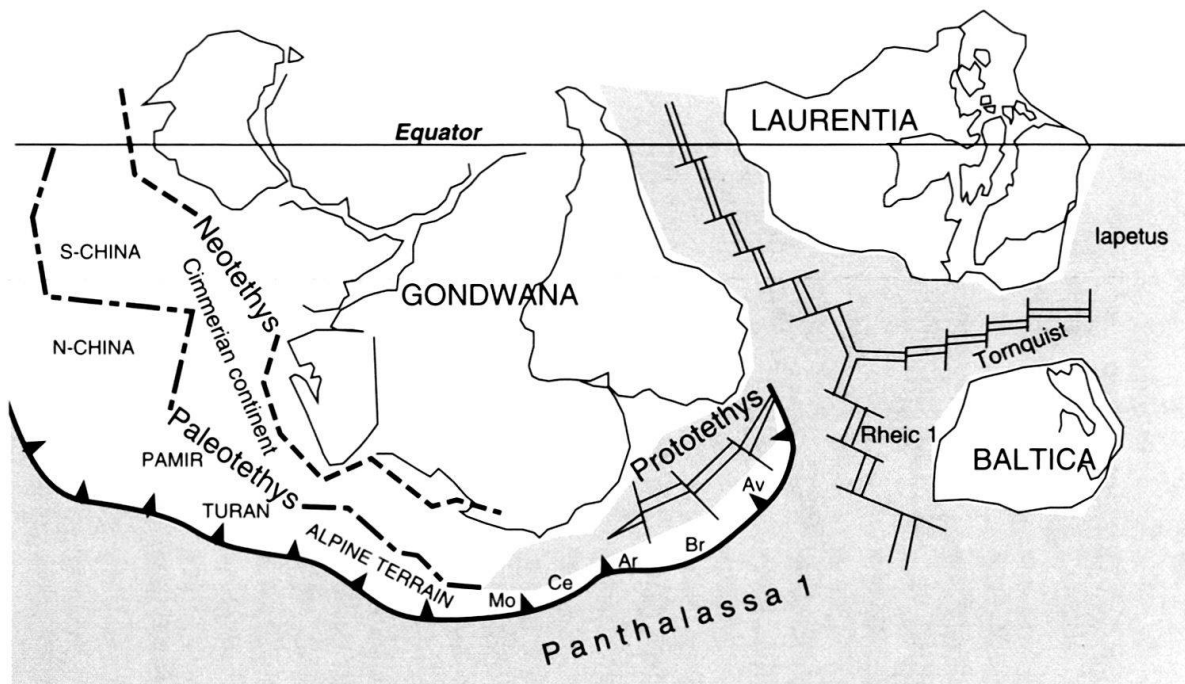 LAURENTIA
Equator
Iapetus
S-CHINA
Neotethys
GONDWANA
Cimmerian continent
N-CHINA
Tornquist
Paleotethys
Prototethys
Rheic 1
BALTICA
PAMIR
Av
TURAN
ALPINE TERRAIN
Br
Ar
Ce
Mo
Panthalassa 1